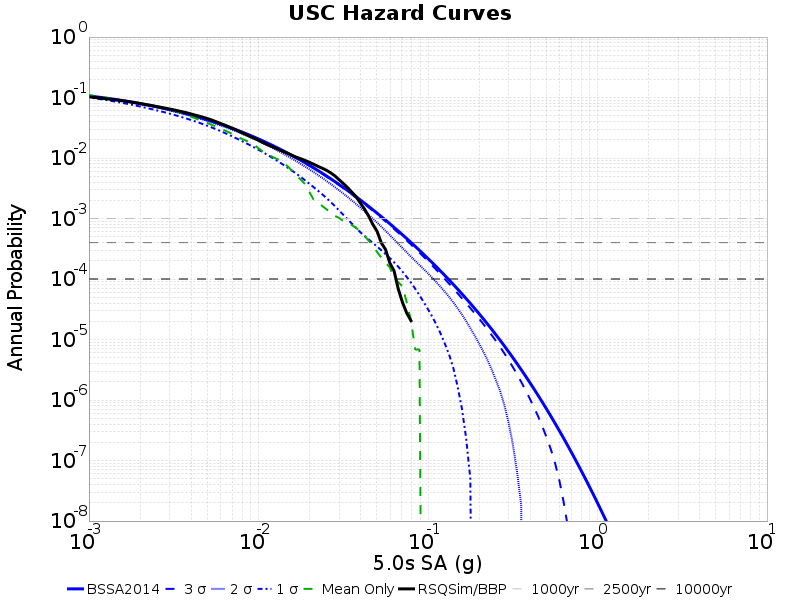 USC Hazard Curves
10^0
10^-1
10^-2
10^-3
10^-4
10^-5
10^-6
10^-7
10^-8
Annual Probability
10^-3 10^-2 10^-1 10^0 10^1
5.0s SA (g)
BSSA2014 3 σ 2 σ 1 σ Mean Only RSQSim/BBP 1000yr 2500yr 10000yr